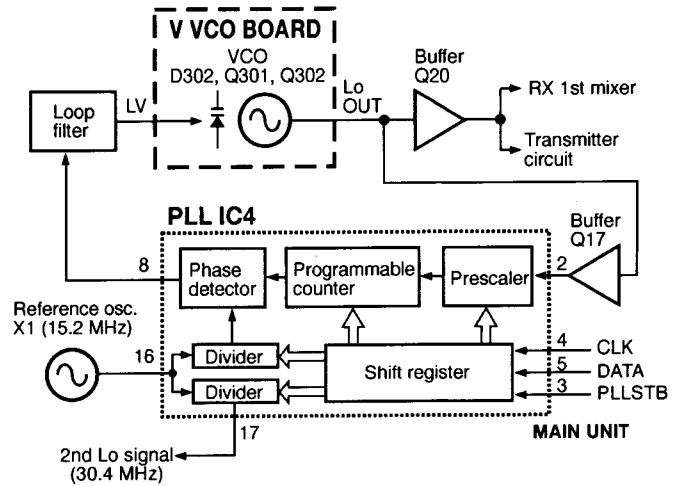 V VCO BOARD
VCO
D302, Q301, Q302
Lo
OUT
Buffer
Q20
RX 1st mixer
Transmitter
circuit
Loop
filter
LV
PLL IC4
Buffer
Q17
8
Phase
detector
Programmable
counter
Prescaler
2
Reference osc.
X1 (15.2 MHz)
16
Divider
Divider
Shift register
4
CLK
5
DATA
3
PLLSTB
17
MAIN UNIT
2nd Lo signal
(30.4 MHz)